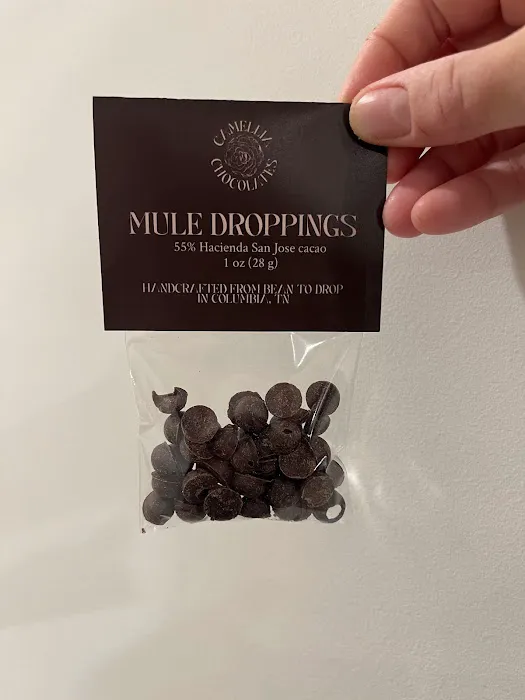 CAMELLIA
CHOCOLATES
MULE DROPPINGS
55% Hacienda San Jose cacao
1 oz (28 g)
HANDCRAFTED FROM BEAN TO DROP
IN COLUMBIA, TN